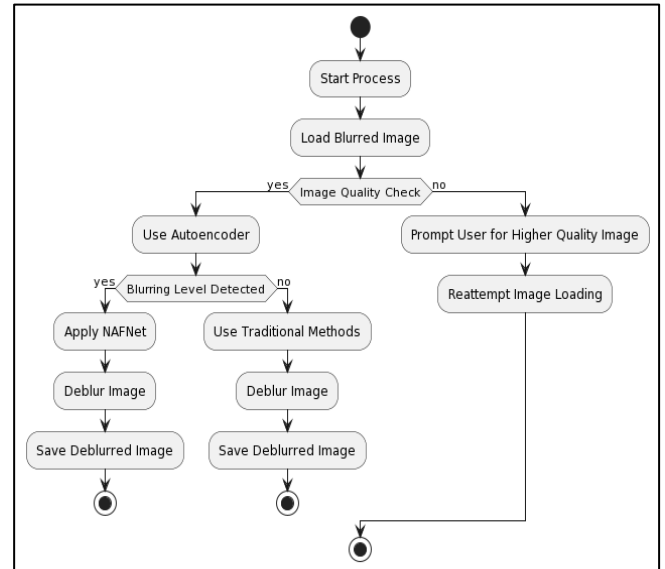 Start Process
Load Blurred Image
yes
Image Quality Check
no
Use Autoencoder
Prompt User for Higher Quality Image
yes
Blurring Level Detected
no
Reattempt Image Loading
Apply NAFNet
Use Traditional Methods
Deblur Image
Deblur Image
Save Deblurred Image
Save Deblurred Image